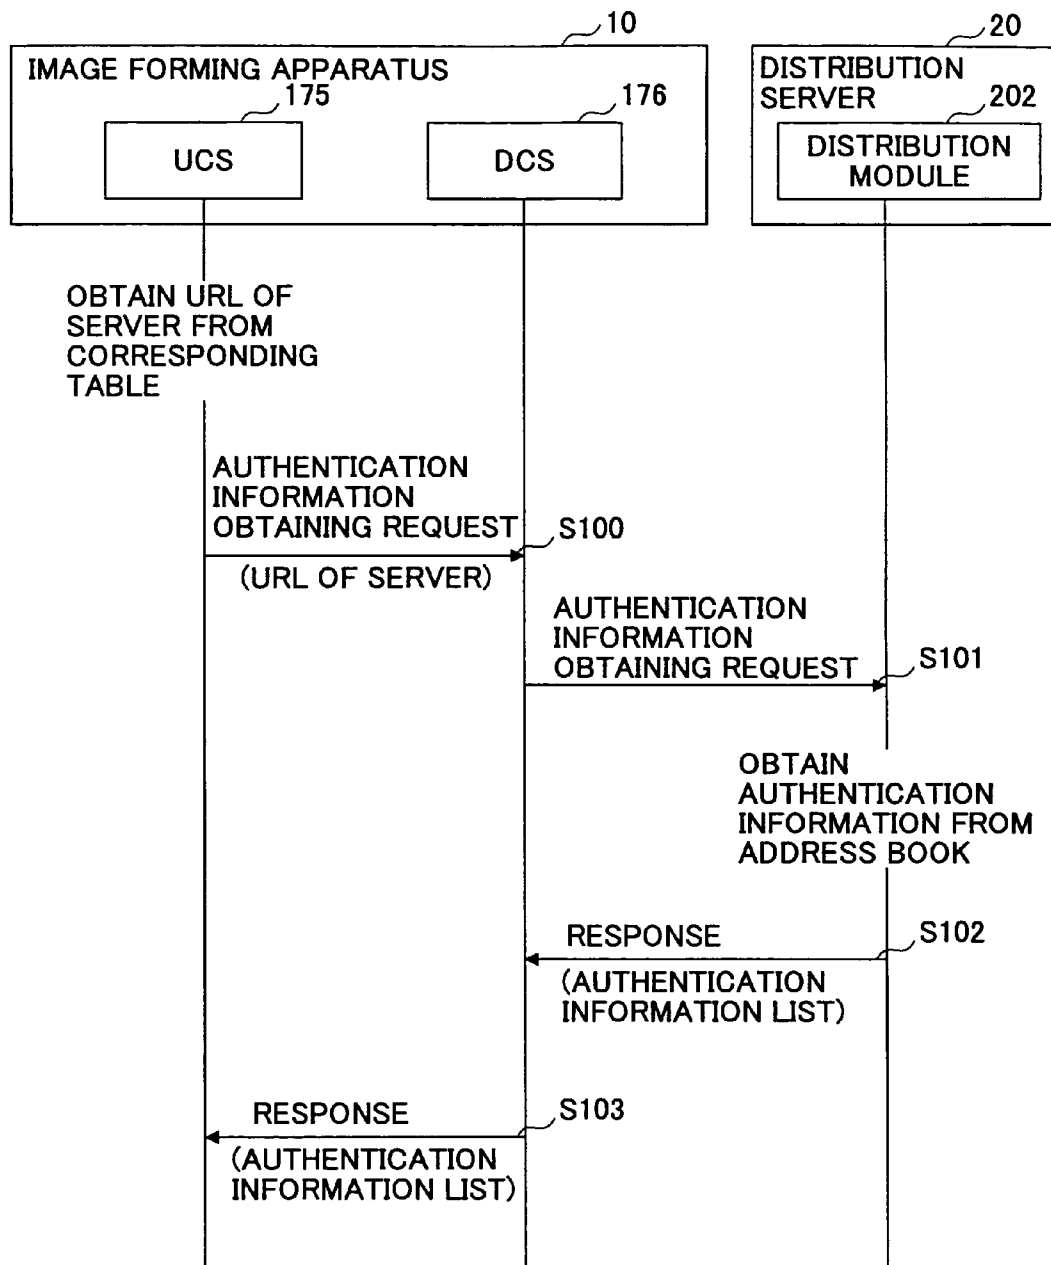 10
20
IMAGE FORMING APPARATUS
DISTRIBUTION
SERVER
175
176
202
UCS
DCS
DISTRIBUTION
MODULE
OBTAIN URL OF
SERVER FROM
CORRESPONDING
TABLE
AUTHENTICATION
INFORMATION
OBTAINING REQUEST
S100
(URL OF SERVER)
AUTHENTICATION
INFORMATION
OBTAINING REQUEST
S101
OBTAIN
AUTHENTICATION
INFORMATION FROM
ADDRESS BOOK
RESPONSE
S102
(AUTHENTICATION
INFORMATION LIST)
RESPONSE
S103
(AUTHENTICATION
INFORMATION LIST)